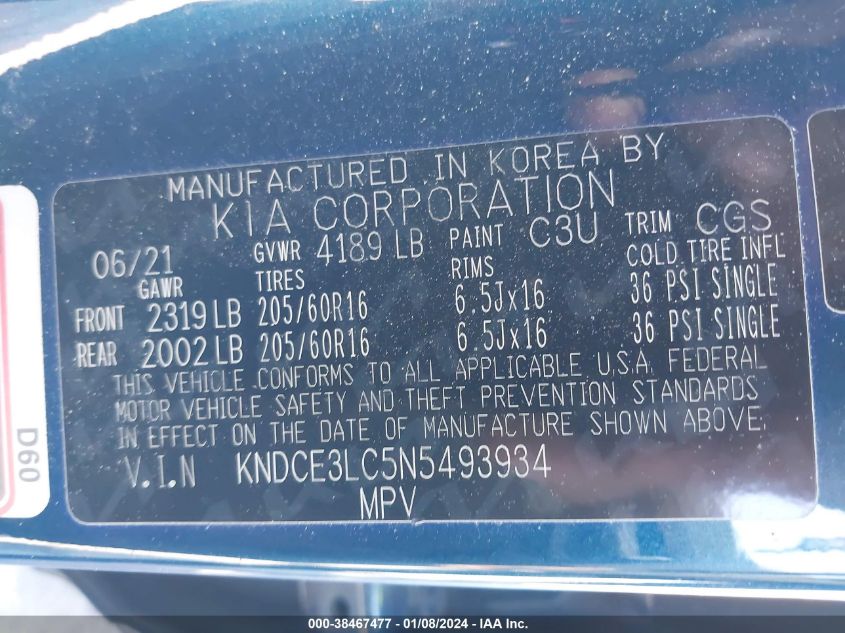 MANUFACTURED IN KOREA BY
KIA CORPORATION
06/21 GVWR 4189 LB PAINT C3U TRIM CGS
GAWR TIRES RIMS COLD TIRE INFL
FRONT 2319 LB 205/60R16 6.5Jx16 36 PSI SINGLE
REAR 2002 LB 205/60R16 6.5Jx16 36 PSI SINGLE
THIS VEHICLE CONFORMS TO ALL APPLICABLE U.S.A. FEDERAL
MOTOR VEHICLE SAFETY AND THEFT PREVENTION STANDARDS
IN EFFECT ON THE DATE OF MANUFACTURE SHOWN ABOVE.
V.I.N KNDCE3LC5N5493934
MPV
D60
000-38467477 - 01/08/2024 - IAAI.com